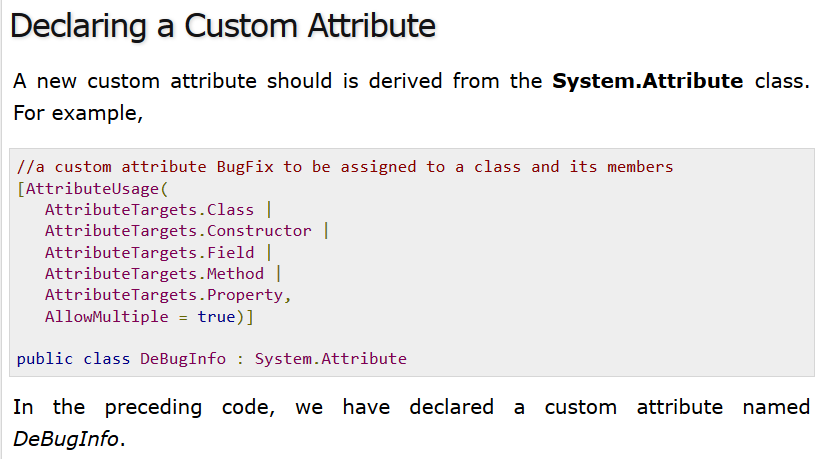 Declaring a Custom Attribute
A new custom attribute should is derived from the System.Attribute class.
For example,
//a custom attribute BugFix to be assigned to a class and its members
[AttributeUsage(
   AttributeTargets.Class |
   AttributeTargets.Constructor |
   AttributeTargets.Field |
   AttributeTargets.Method |
   AttributeTargets.Property,
   AllowMultiple = true)]
public class DeBugInfo : System.Attribute
In the preceding code, we have declared a custom attribute named
DeBugInfo.